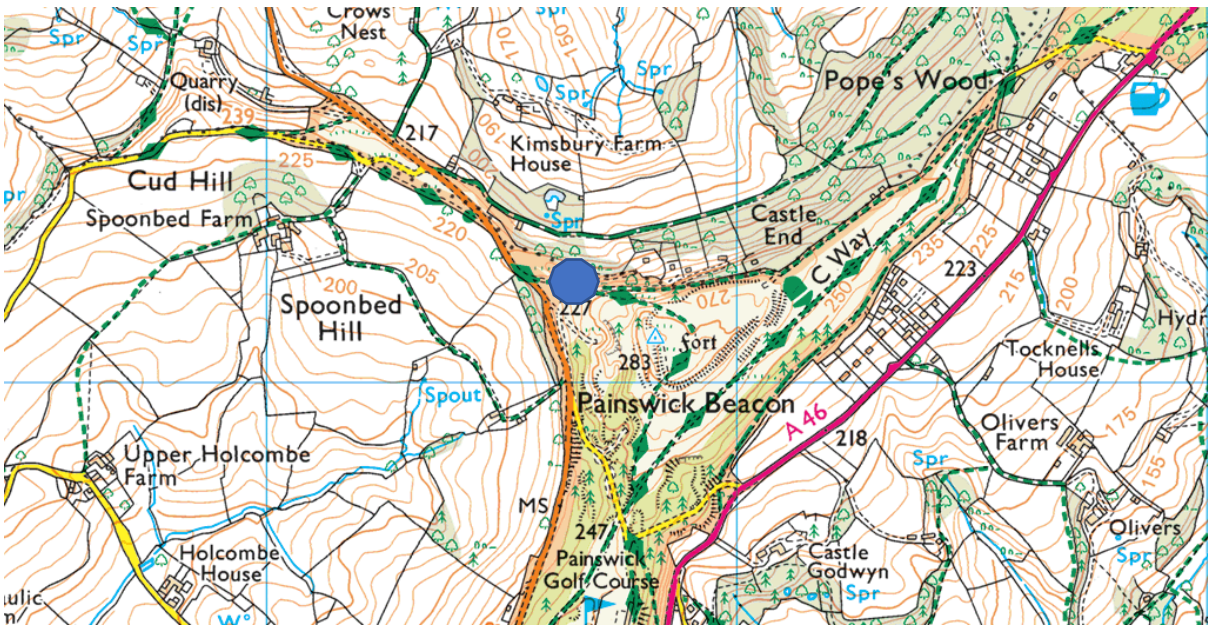 Crows
Nest
Spr
170
150
Spr
Spr
Spr
Spr
Quarry
(dis)
239
217
190
200
Kimsbury Farm
House
Pope's Wood
225
Cud Hill
Spr
Spoonbed Farm
220
205
Castle
End
C Way
235
225
223
215
200
200
Spoonbed
Hill
227
270
250
Hydr
283
Fort
Tocknells
House
Spout
Painswick Beacon
A 46
218
Olivers
Farm
175
155
Upper Holcombe
Farm
Spr
MS
247
Painswick
Golf Course
Castle
Godwyn
Spr
Olivers
Spr
Holcombe
House
ulic
W